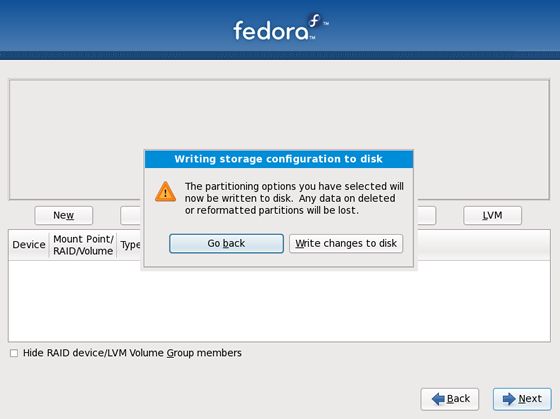 fedora™
Writing storage configuration to disk
The partitioning options you have selected will
now be written to disk. Any data on deleted
or reformatted partitions will be lost.
Go back
Write changes to disk
New
LVM
Device
Mount Point/
RAID/Volume
Type
Hide RAID device/LVM Volume Group members
Back
Next